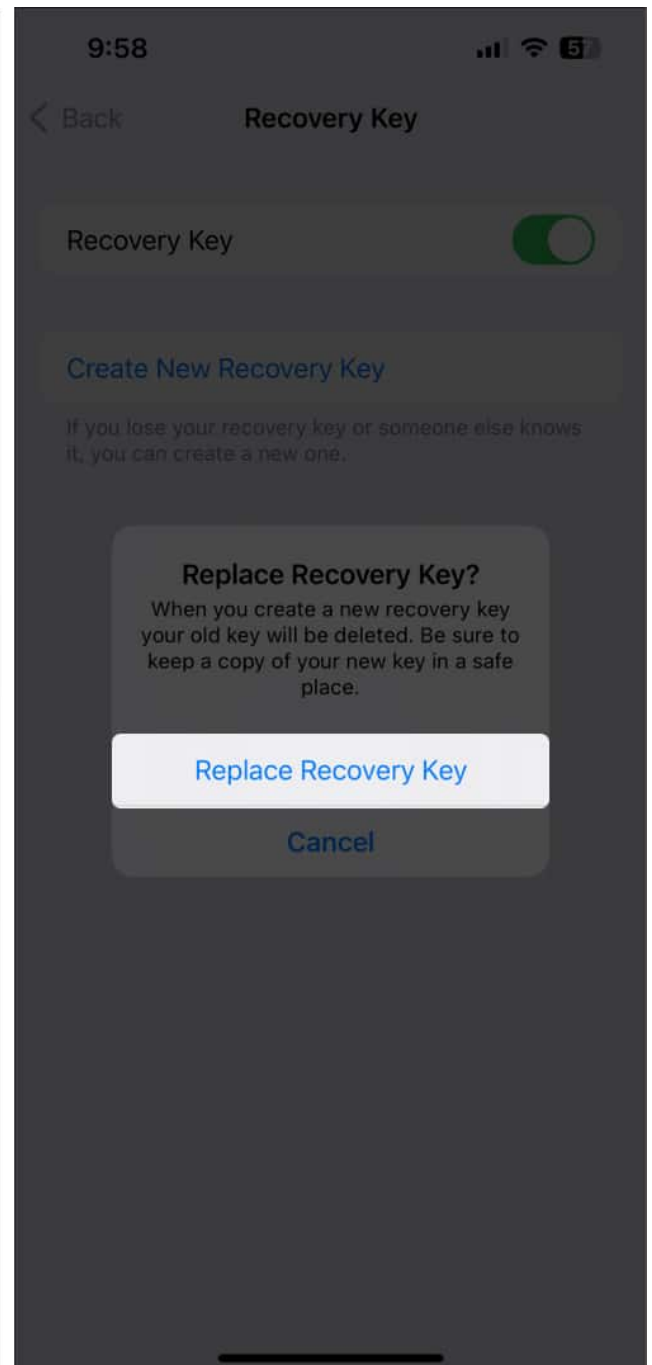 9:58
57
Back
Recovery Key
Recovery Key
Create New Recovery Key
If you lose your recovery key or someone else knows
it, you can create a new one.
Replace Recovery Key?
When you create a new recovery key
your old key will be deleted. Be sure to
keep a copy of your new key in a safe
place.
Replace Recovery Key
Cancel